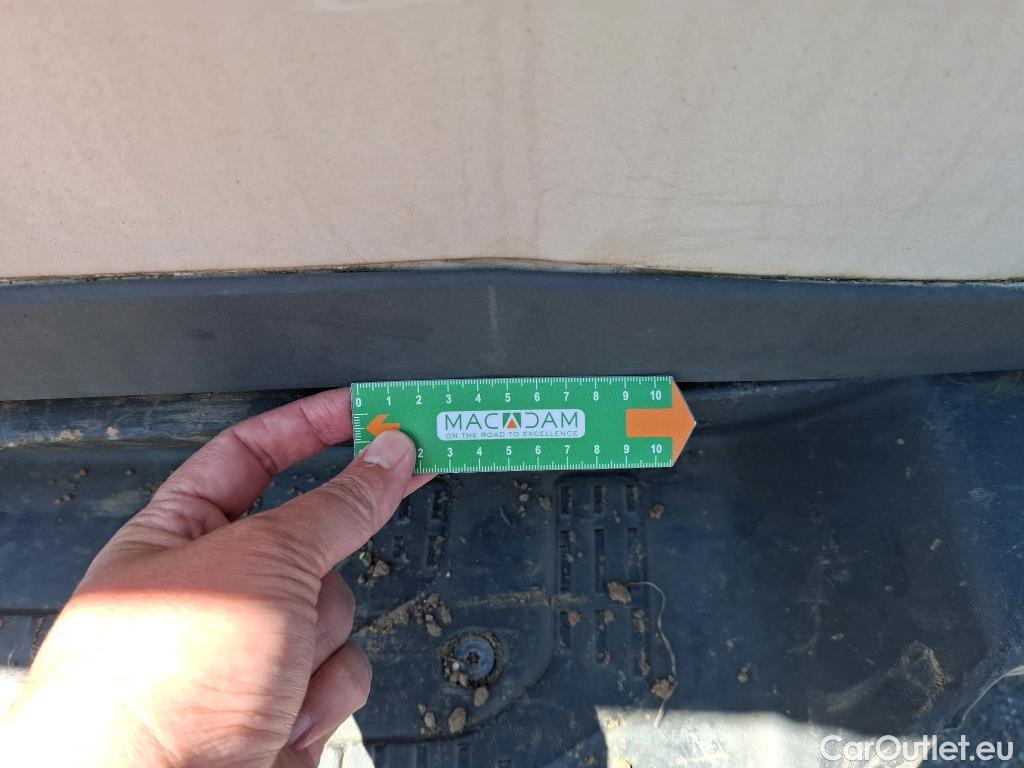 0 1 2 3 4 5 6 7 8 9 10
MACADAM
ON THE ROAD TO EXCELLENCE
2 3 4 5 6 7 8 9 10
CarOutlet.eu